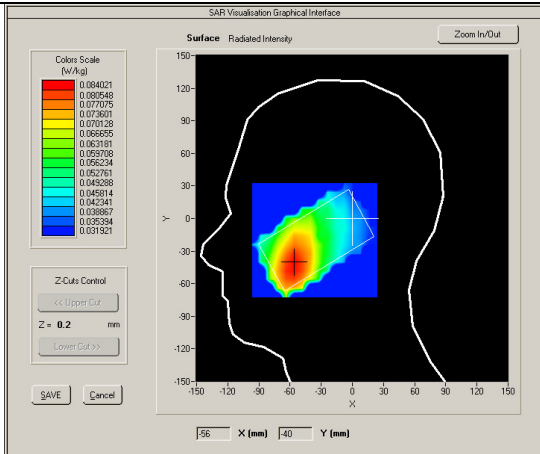 SAR Visualisation Graphical Interface
Surface Radiated Intensity
Zoom In/Out
Colors Scale
(W/kg)
0.084021
0.080548
0.077075
0.073601
0.070128
0.066655
0.063181
0.059708
0.056234
0.052761
0.049288
0.045814
0.042341
0.038867
0.035394
0.031921
Z-Cuts Control
<< Upper Cut
Z = 0.2 mm
Lower Cut >>
SAVE Cancel
150
120
90
60
30
0
-30
-60
-90
-120
-150
Y
-150 -120 -90 -60 -30 0 30 60 90 120 150
X
-56 X (mm) -40 Y (mm)